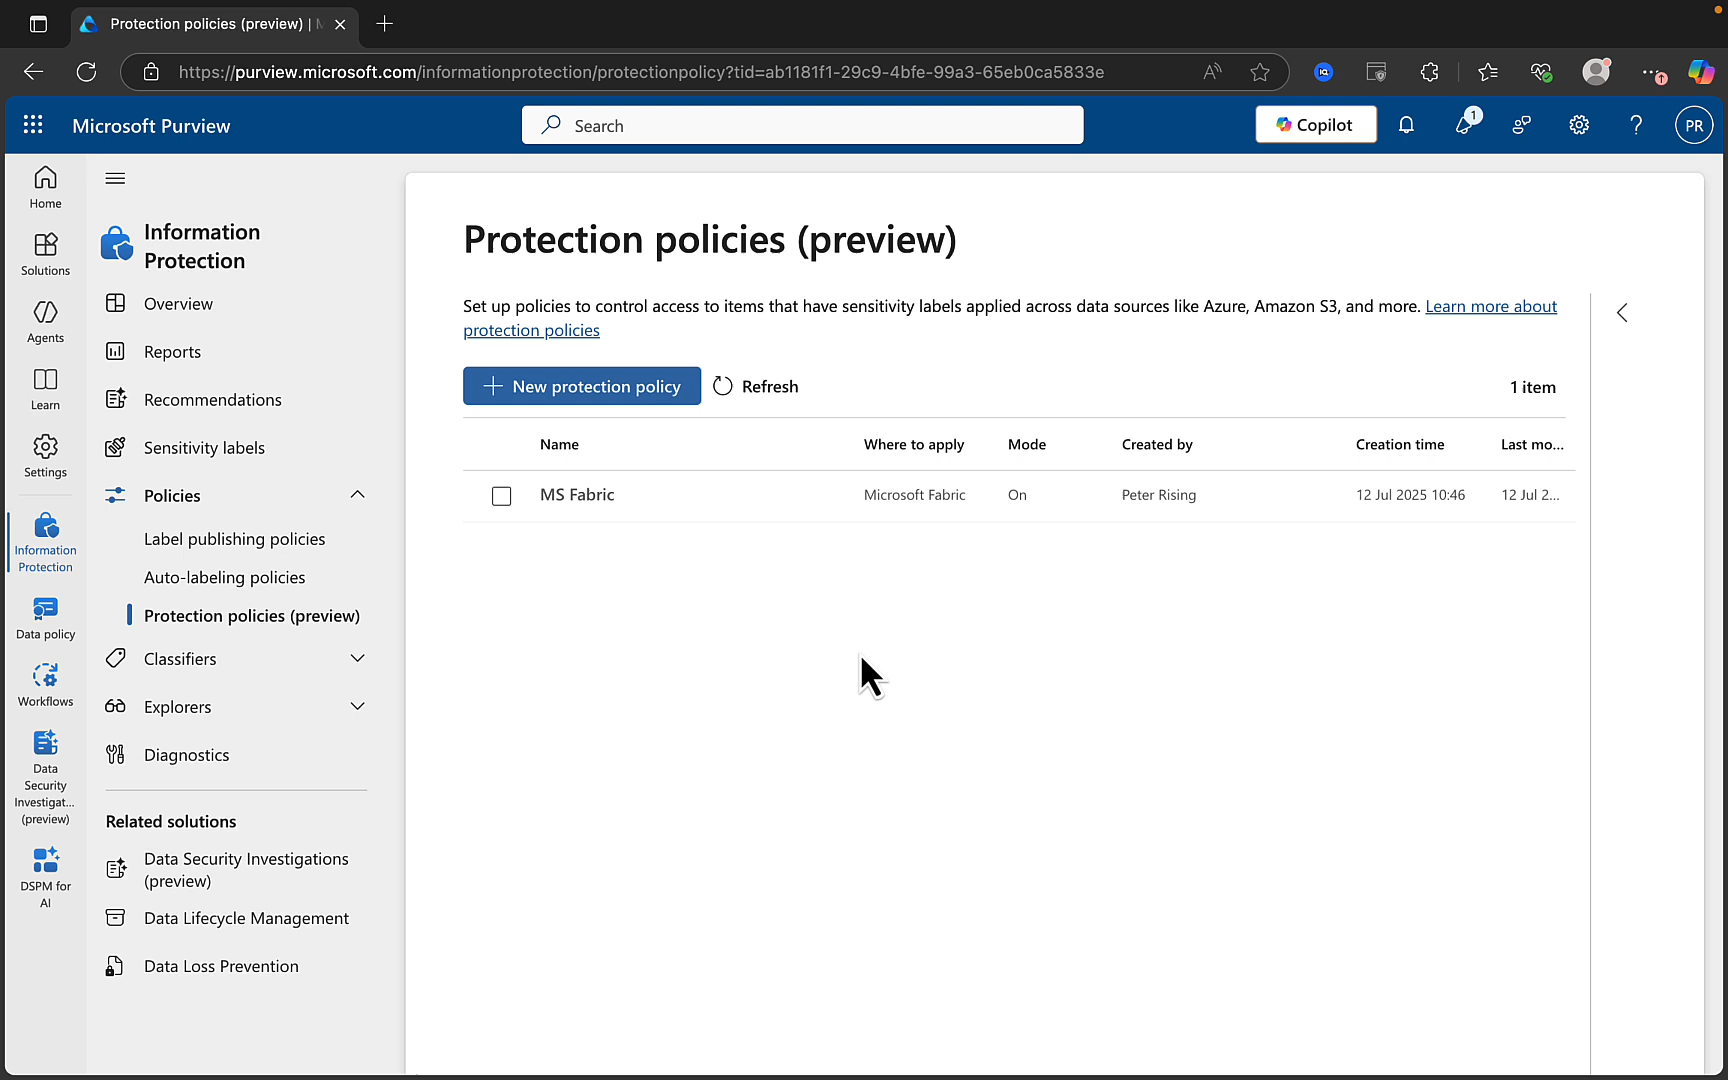 Protection policies (preview) |
https://purview.microsoft.com/informationprotection/protectionpolicy?tid=ab1181f1-29c9-4bfe-99a3-65eb0ca5833e
Microsoft Purview
Search
Copilot
1
PR
Home
Solutions
Agents
Learn
Settings
Information
Protection
Data policy
Workflows
Data
Security
Investigat...
(preview)
DSPM for
AI
Information
Protection
Overview
Reports
Recommendations
Sensitivity labels
Policies
Label publishing policies
Auto-labeling policies
Protection policies (preview)
Classifiers
Explorers
Diagnostics
Related solutions
Data Security Investigations
(preview)
Data Lifecycle Management
Data Loss Prevention
Protection policies (preview)
Set up policies to control access to items that have sensitivity labels applied across data sources like Azure, Amazon S3, and more. Learn more about
protection policies
New protection policy
Refresh
1 item
Name Where to apply Mode Created by Creation time Last mo...
MS Fabric Microsoft Fabric On Peter Rising 12 Jul 2025 10:46 12 Jul 2...